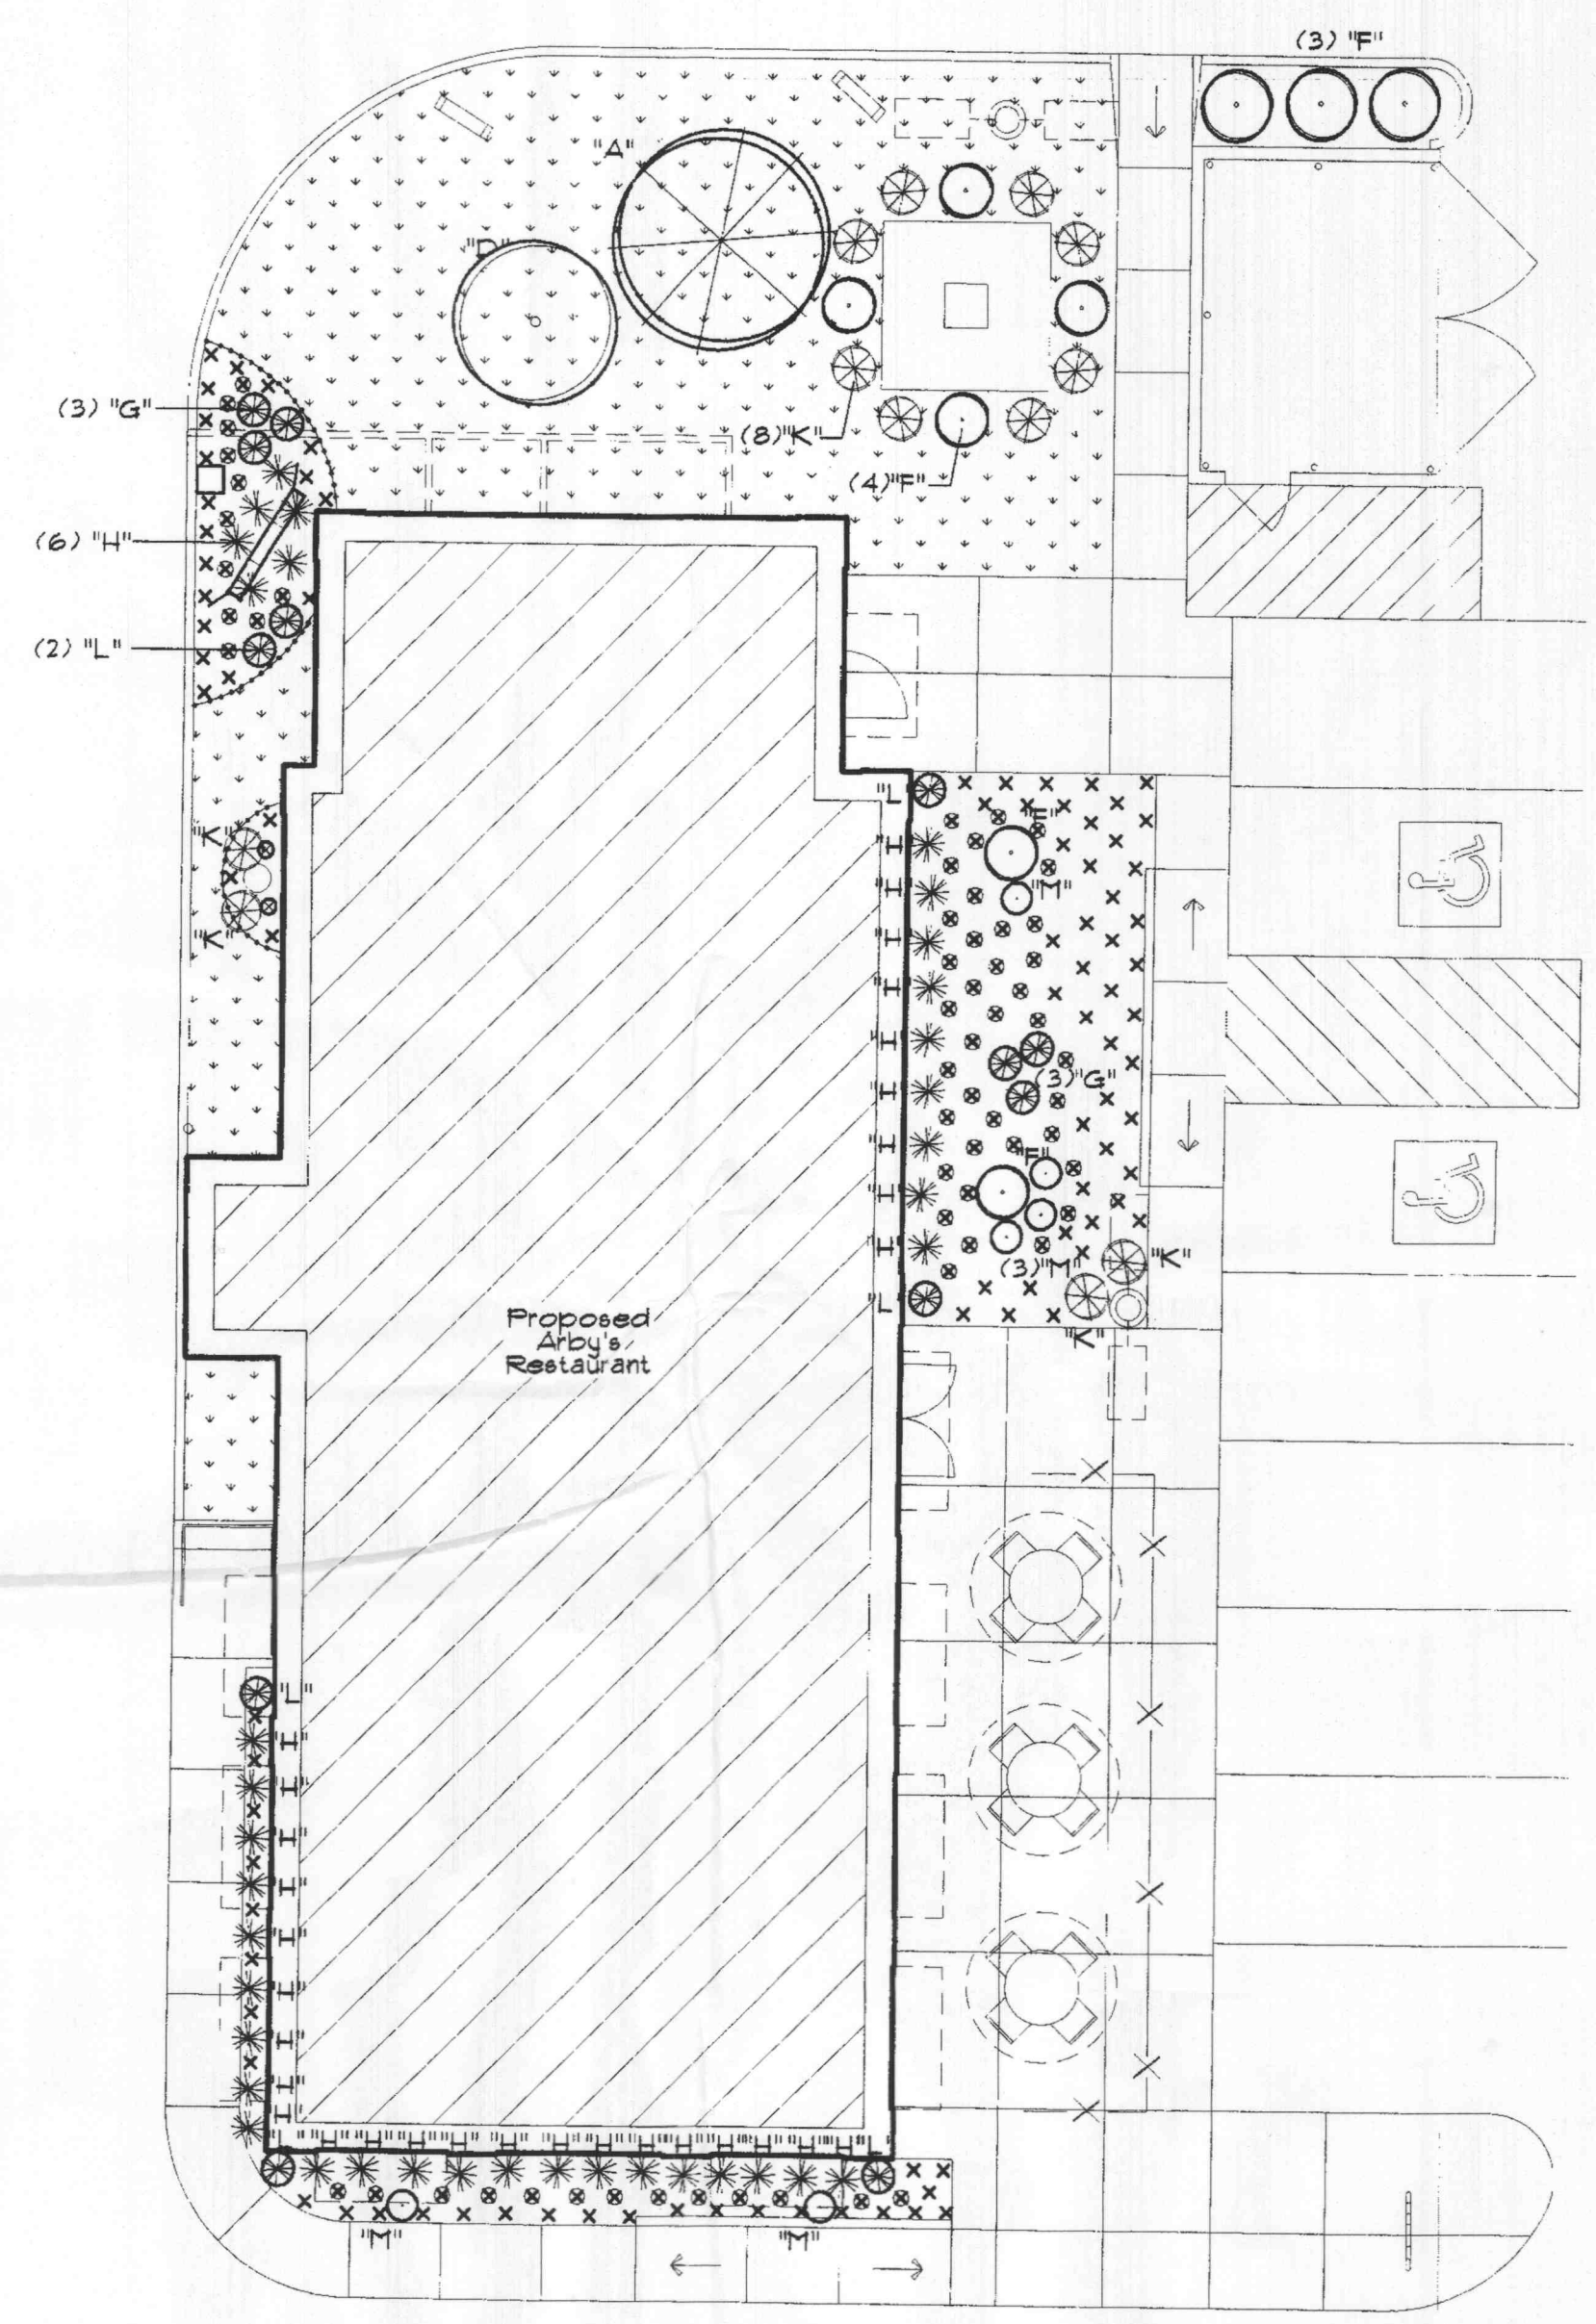 (3) "F"
"A"
"D"
(3) "G"
(8)"K"
(4)"F"
(6) "H"
(2) "L"
"L"
"E"
"K"
"H"
"H"
"M"
"K"
"H"
"H"
"H"
(3)"G"
"H"
"H"
"F"
"H"
"H"
"K"
(3)"M"
"L"
"K"
Proposed
Arby's
Restaurant
"L"
"H"
"H"
"H"
"H"
"H"
"H"
"H"
"H"
"H"
"L" "H" "H" "H" "H" "H" "H" "H" "H" "H" "H" "H" "H" "L"
"M"
"M"